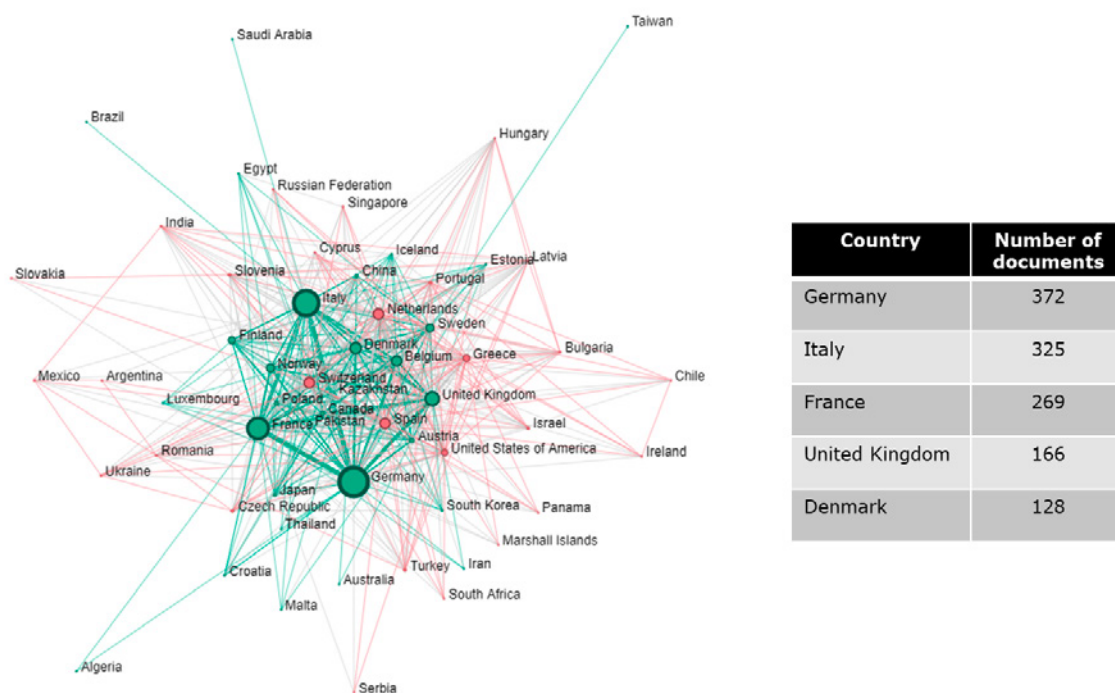 Taiwan
Saudi Arabia
Brazil
Hungary
Egypt
Russian Federation
Singapore
India
Cyprus
Iceland
Estonia
Latvia
Slovakia
Slovenia
China
Portugal
Italy
Netherlands
Sweden
Finland
Denmark
Belgium
Greece
Bulgaria
Norway
Switzerland
Kazakhstan
Mexico
Argentina
Chile
Luxembourg
Poland
Canada
United Kingdom
France
Pakistan
Spain
Israel
Austria
United States of America
Ireland
Romania
Ukraine
Germany
Japan
Czech Republic
South Korea
Panama
Thailand
Marshall Islands
Croatia
Australia
Turkey
Iran
Malta
South Africa
Algeria
Serbia
Country
Number of
documents
Germany 372
Italy 325
France 269
United Kingdom 166
Denmark 128